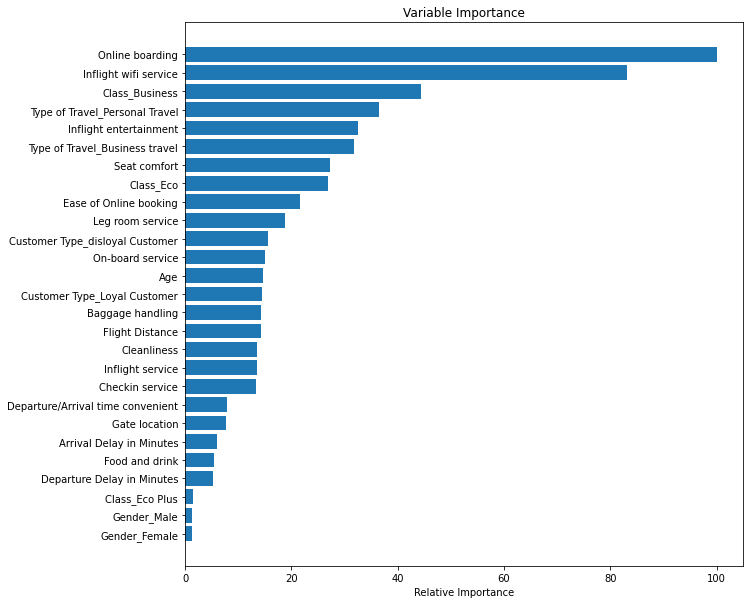 Variable Importance
Online boarding
Inflight wifi service
Class_Business
Type of Travel_Personal Travel
Inflight entertainment
Type of Travel_Business travel
Seat comfort
Class_Eco
Ease of Online booking
Leg room service
Customer Type_disloyal Customer
On-board service
Age
Customer Type_Loyal Customer
Baggage handling
Flight Distance
Cleanliness
Inflight service
Checkin service
Departure/Arrival time convenient
Gate location
Arrival Delay in Minutes
Food and drink
Departure Delay in Minutes
Class_Eco Plus
Gender_Male
Gender_Female
0 20 40 60 80 100
Relative Importance